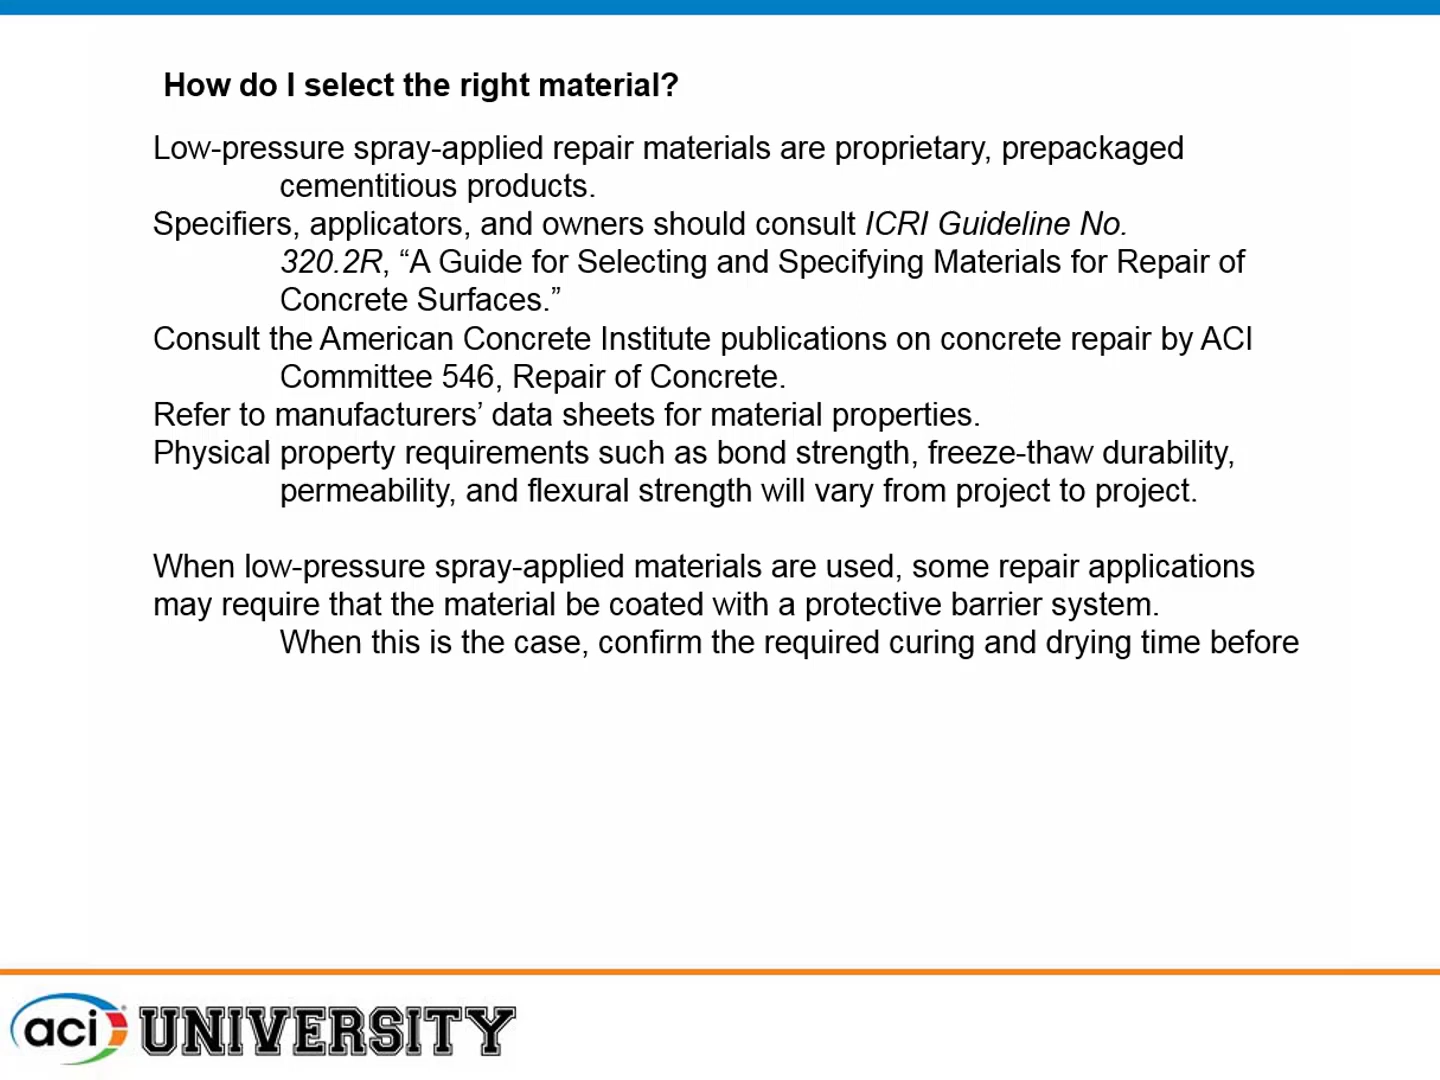 How do I select the right material?
Low-pressure spray-applied repair materials are proprietary, prepackaged
cementitious products.
Specifiers, applicators, and owners should consult ICRI Guideline No.
320.2R, “A Guide for Selecting and Specifying Materials for Repair of
Concrete Surfaces.”
Consult the American Concrete Institute publications on concrete repair by ACI
Committee 546, Repair of Concrete.
Refer to manufacturers’ data sheets for material properties.
Physical property requirements such as bond strength, freeze-thaw durability,
permeability, and flexural strength will vary from project to project.
When low-pressure spray-applied materials are used, some repair applications
may require that the material be coated with a protective barrier system.
When this is the case, confirm the required curing and drying time before
aci UNIVERSITY